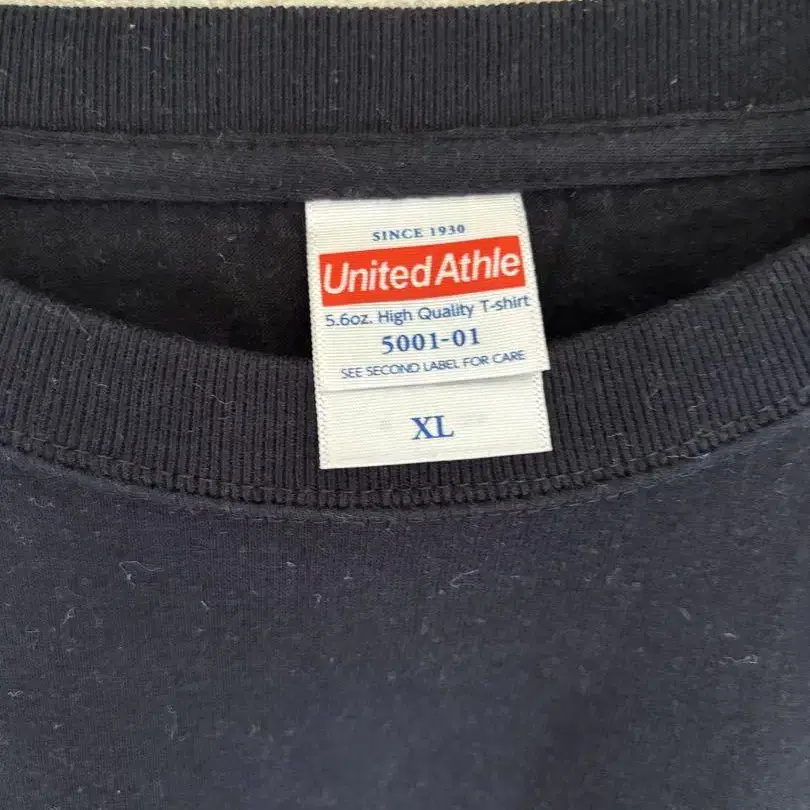 SINCE 1930
United Athle
5.6oz. High Quality T-shirt
5001-01
SEE SECOND LABEL FOR CARE
XL